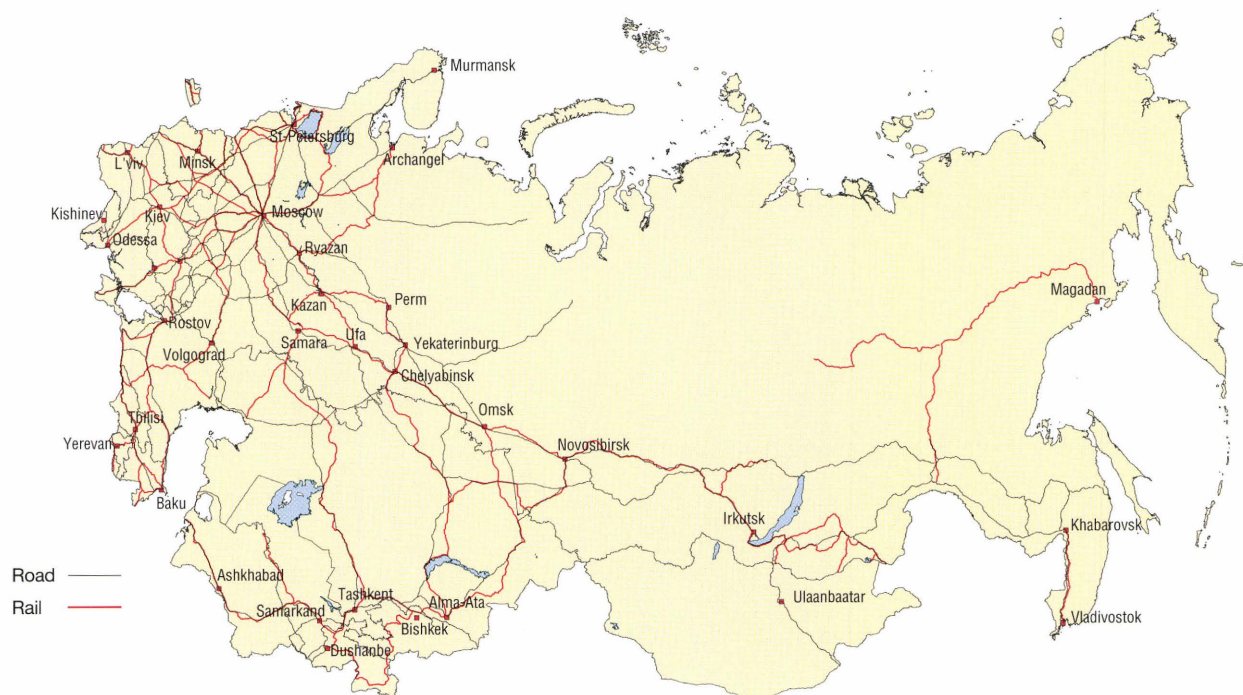 Murmansk
St-Petersburg
Archangel
L'viv
Minsk
Kishinev
Kiev
Moscow
Odessa
Ryazan
Kazan
Perm
Magadan
Rostov
Samara
Ufa
Yekaterinburg
Volgograd
Chelyabinsk
Omsk
Tbilisi
Yerevan
Novosibirsk
Baku
Irkutsk
Khabarovsk
Road
Ashkhabad
Rail
Samarkand
Tashkent
Alma-Ata
Ulaanbaatar
Bishkek
Vladivostok
Dushanbe